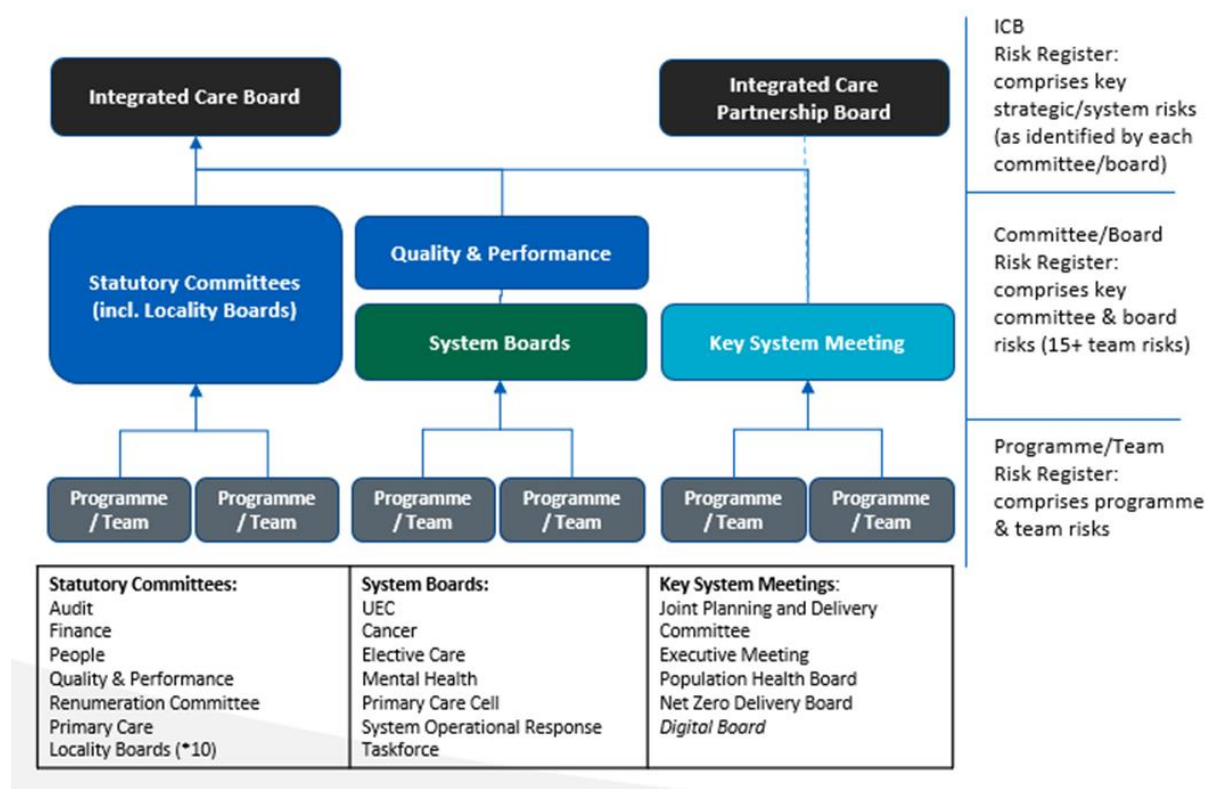 Integrated Care Board
Integrated Care
Partnership Board
ICB
Risk Register:
comprises key
strategic/system risks
(as identified by each
committee/board)
Statutory Committees
(incl. Locality Boards)
Quality & Performance
System Boards
Key System Meeting
Committee/Board
Risk Register:
comprises key
committee & board
risks (15+ team risks)
Programme
/ Team
Programme
/ Team
Programme
/ Team
Programme
/ Team
Programme
/ Team
Programme
/ Team
Programme/Team
Risk Register:
comprises programme
& team risks
Statutory Committees:
Audit
Finance
People
Quality & Performance
Renumeration Committee
Primary Care
Locality Boards (*10)
System Boards:
UEC
Cancer
Elective Care
Mental Health
Primary Care Cell
System Operational Response
Taskforce
Key System Meetings:
Joint Planning and Delivery
Committee
Executive Meeting
Population Health Board
Net Zero Delivery Board
Digital Board